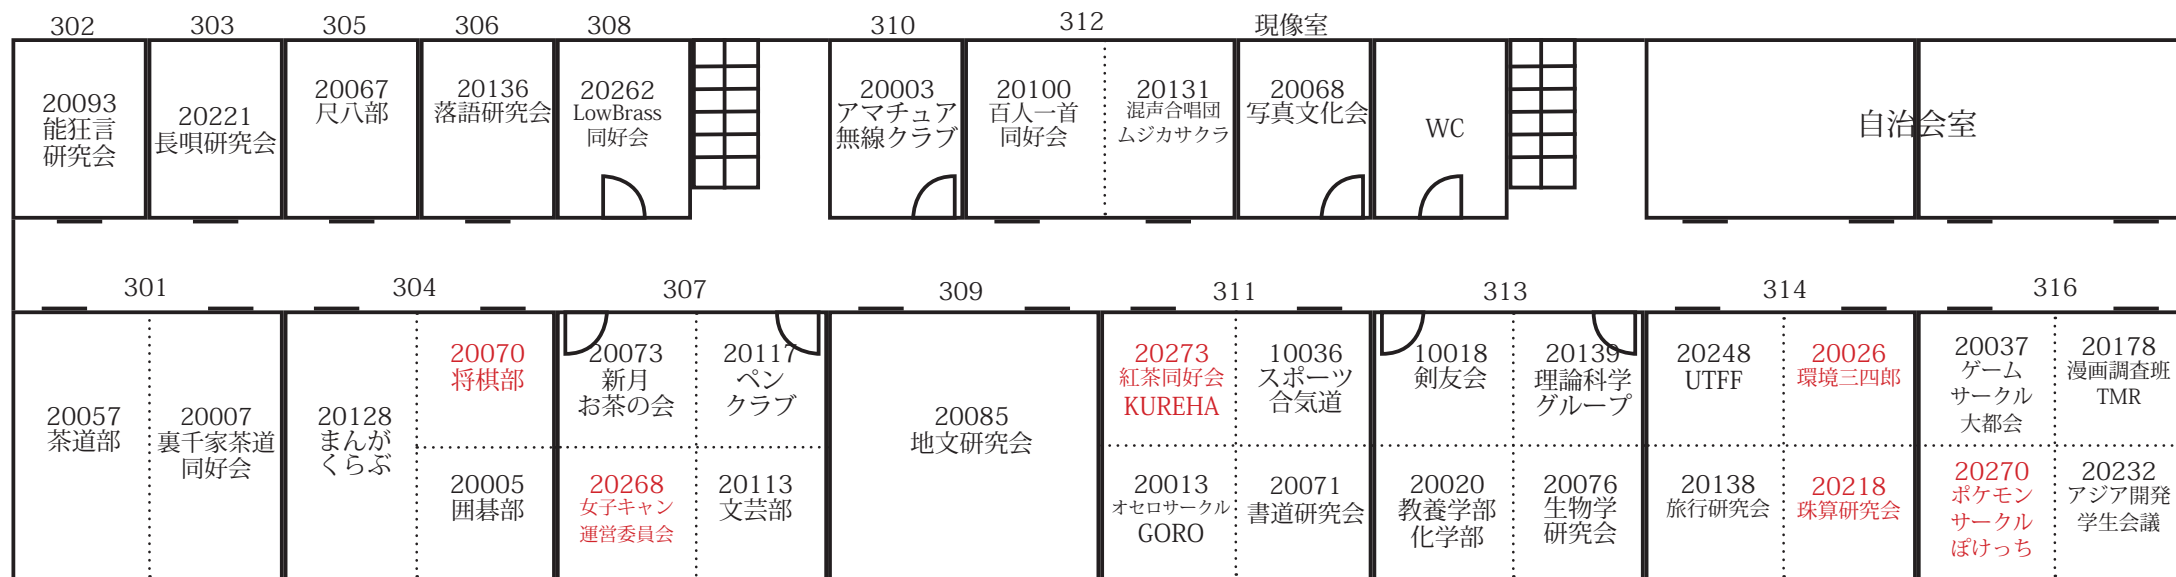 302
303
305
306
308
310
312
現像室
20093
能狂言
研究会
20221
長唄研究会
20067
尺八部
20136
落語研究会
20262
LowBrass
同好会
20003
アマチュア
無線クラブ
20100
百人一首
同好会
20131
混声合唱団
ムジカサクラ
20068
写真文化会
WC
自治会室
301
304
307
309
311
313
314
316
20057
茶道部
20007
裏千家茶道
同好会
20128
まんが
くらぶ
20070
将棋部
20005
囲碁部
20073
新月
お茶の会
20117
ペン
クラブ
20268
女子キャン
運営委員会
20113
文芸部
20085
地文研究会
20273
紅茶同好会
KUREHA
10036
スポーツ
合気道
20013
オセロサークル
GORO
20071
書道研究会
10018
剣友会
20139
理論科学
グループ
20020
教養学部
化学部
20076
生物学
研究会
20248
UTFF
20026
環境三四郎
20138
旅行研究会
20218
珠算研究会
20037
ゲーム
サークル
大都会
20178
漫画調査班
TMR
20270
ポケモン
サークル
ぽけっち
20232
アジア開発
学生会議